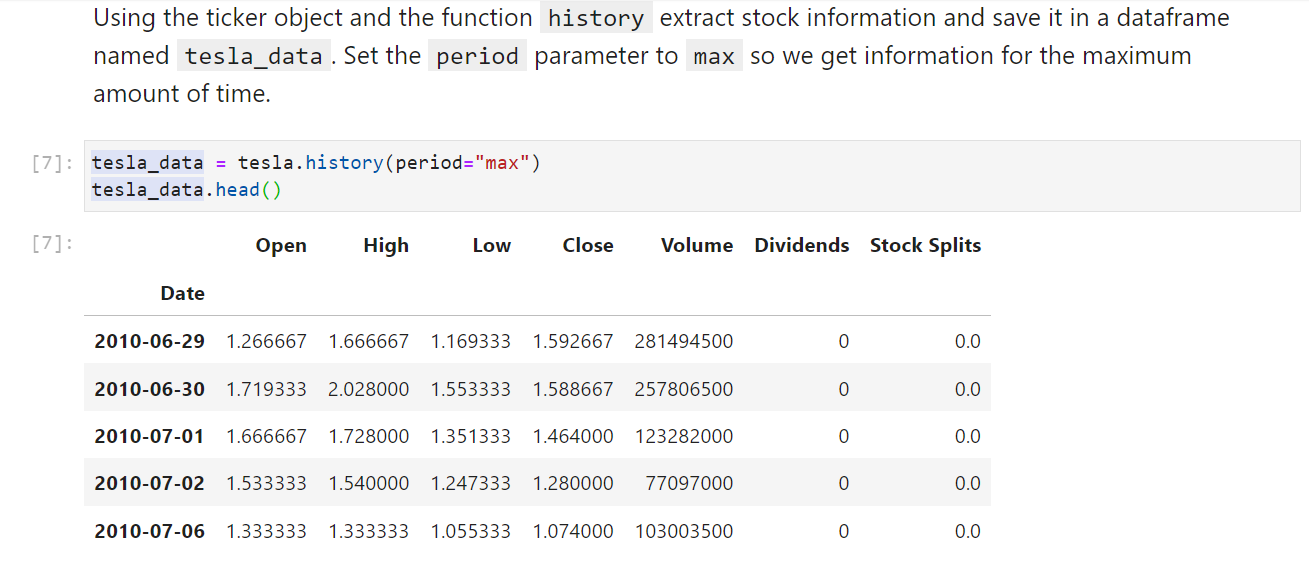 Using the ticker object and the function history extract stock information and save it in a dataframe
named tesla_data. Set the period parameter to max so we get information for the maximum
amount of time.
[7]: tesla_data = tesla.history(period="max")
tesla_data.head()
[7]: Open High Low Close Volume Dividends Stock Splits
Date
2010-06-29 1.266667 1.666667 1.169333 1.592667 281494500 0 0.0
2010-06-30 1.719333 2.028000 1.553333 1.588667 257806500 0 0.0
2010-07-01 1.666667 1.728000 1.351333 1.464000 123282000 0 0.0
2010-07-02 1.533333 1.540000 1.247333 1.280000 77097000 0 0.0
2010-07-06 1.333333 1.333333 1.055333 1.074000 103003500 0 0.0